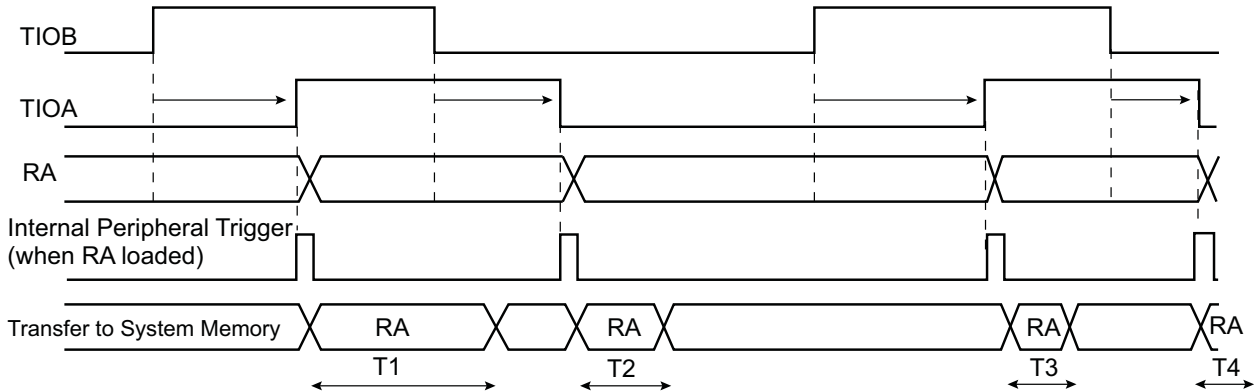 TIOB
TIOA
RA
Internal Peripheral Trigger
(when RA loaded)
Transfer to System Memory
RA
RA
RA
RA
T1
T2
T3
T4